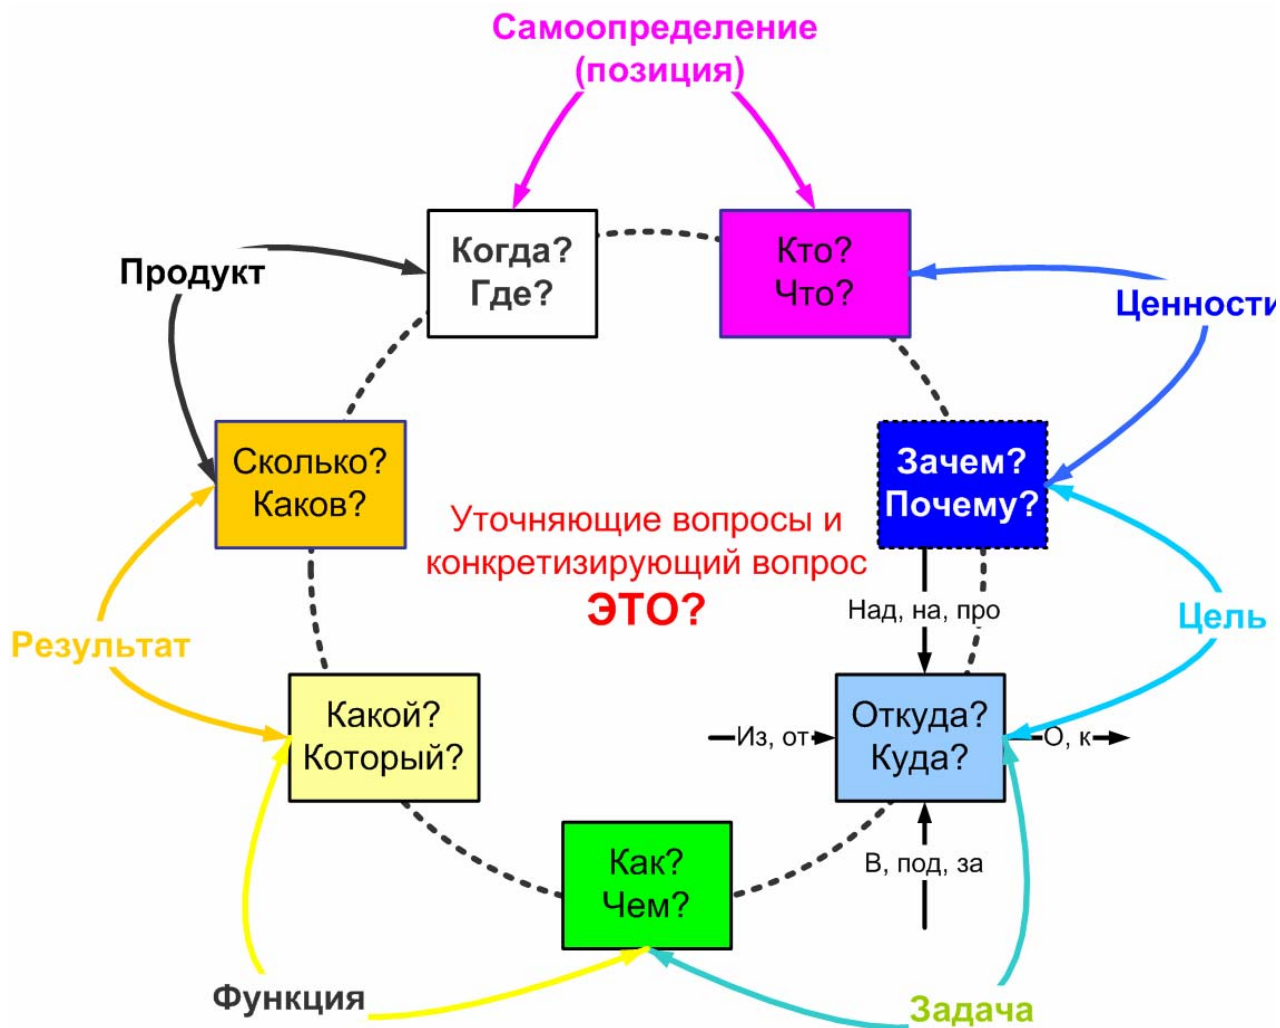 Самоопределение
(позиция)
Когда?
Где?
Кто?
Что?
Продукт
Ценности
Сколько?
Каков?
Зачем?
Почему?
Уточняющие вопросы и
конкретизирующий вопрос
ЭТО?
Над, на, про
Результат
Цель
Какой?
Который?
Из, от
Откуда?
Куда?
О, к
Как?
Чем?
В, под, за
Функция
Задача